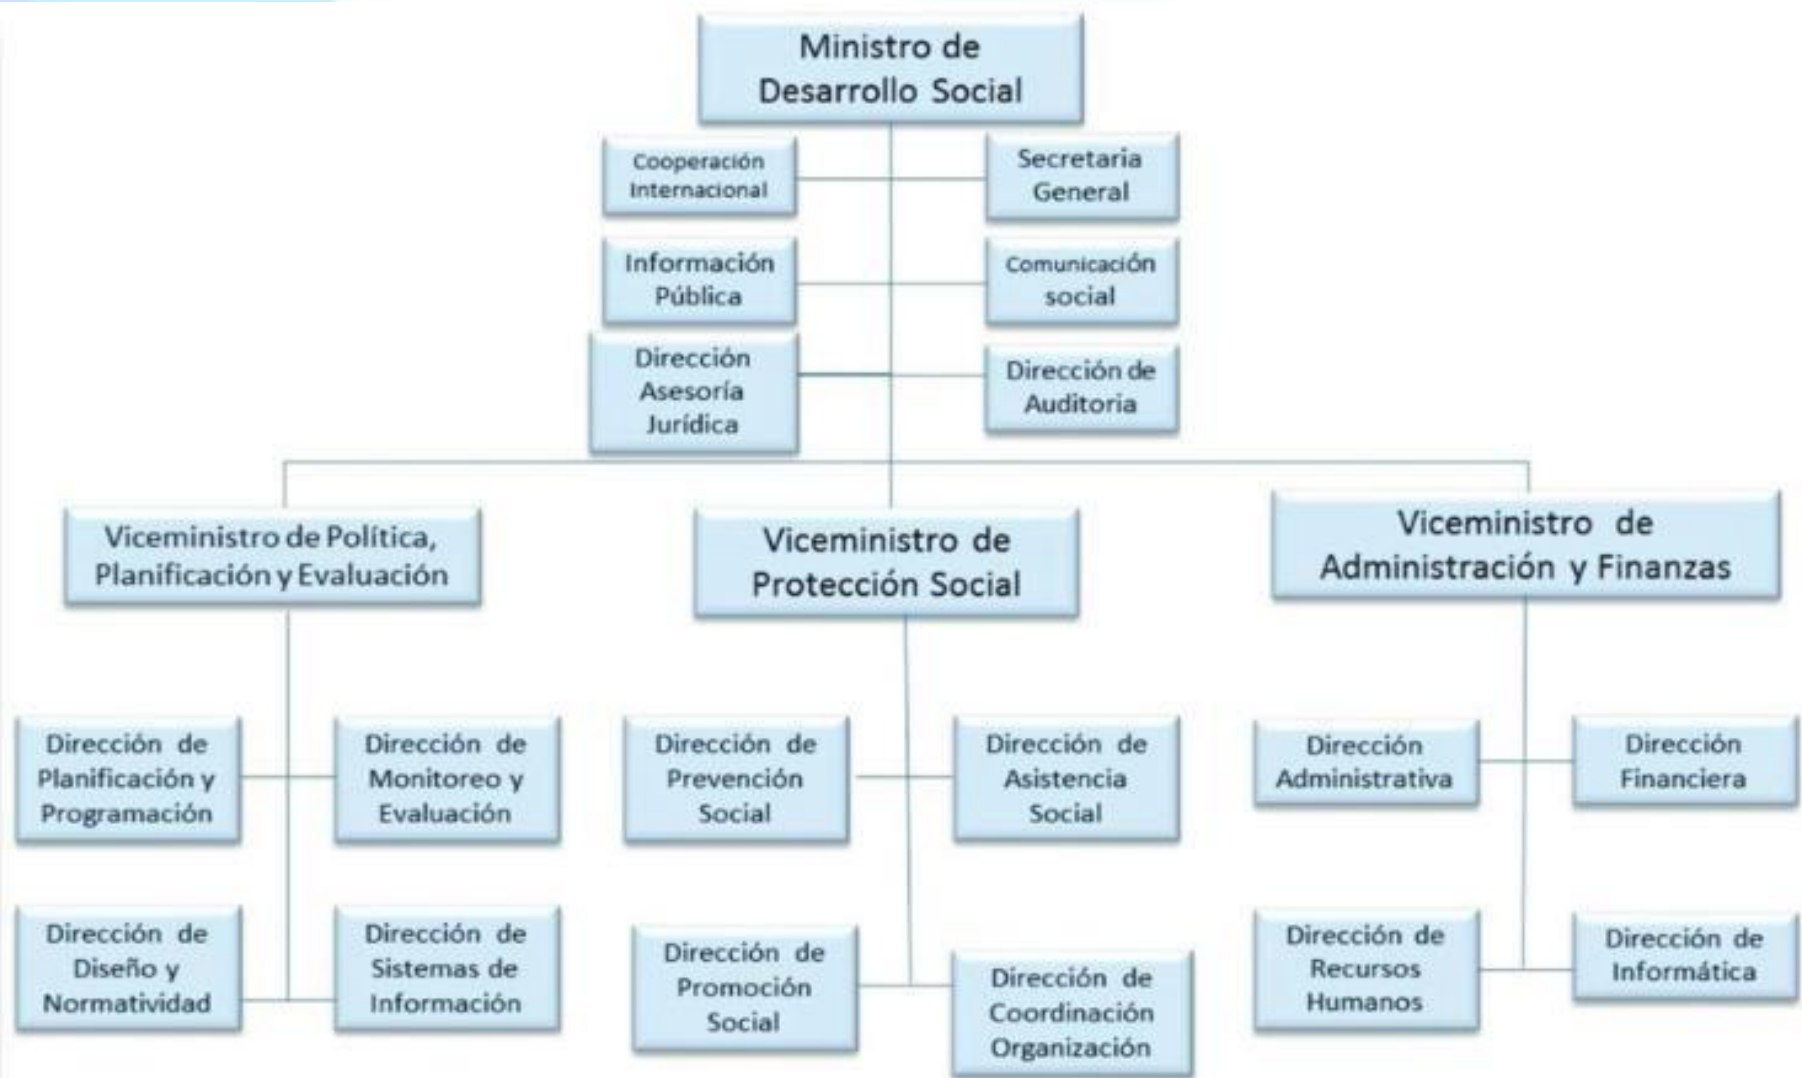 Ministro de
Desarrollo Social
Cooperación
Internacional
Secretaria
General
Información
Pública
Comunicación
social
Dirección
Asesoría
Jurídica
Dirección de
Auditoria
Viceministro de Política,
Planificación y Evaluación
Viceministro de
Protección Social
Viceministro de
Administración y Finanzas
Dirección de
Planificación y
Programación
Dirección de
Monitoreo y
Evaluación
Dirección de
Prevención
Social
Dirección de
Asistencia
Social
Dirección
Administrativa
Dirección
Financiera
Dirección de
Diseño y
Normatividad
Dirección de
Sistemas de
Información
Dirección de
Promoción
Social
Dirección de
Coordinación
Organización
Dirección de
Recursos
Humanos
Dirección de
Informática